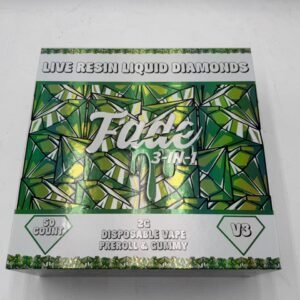 LIVE RESIN LIQUID DIAMONDS
Fade
3-IN-1
50
COUNT
2G
DISPOSABLE VAPE
PREROLL & GUMMY
V3